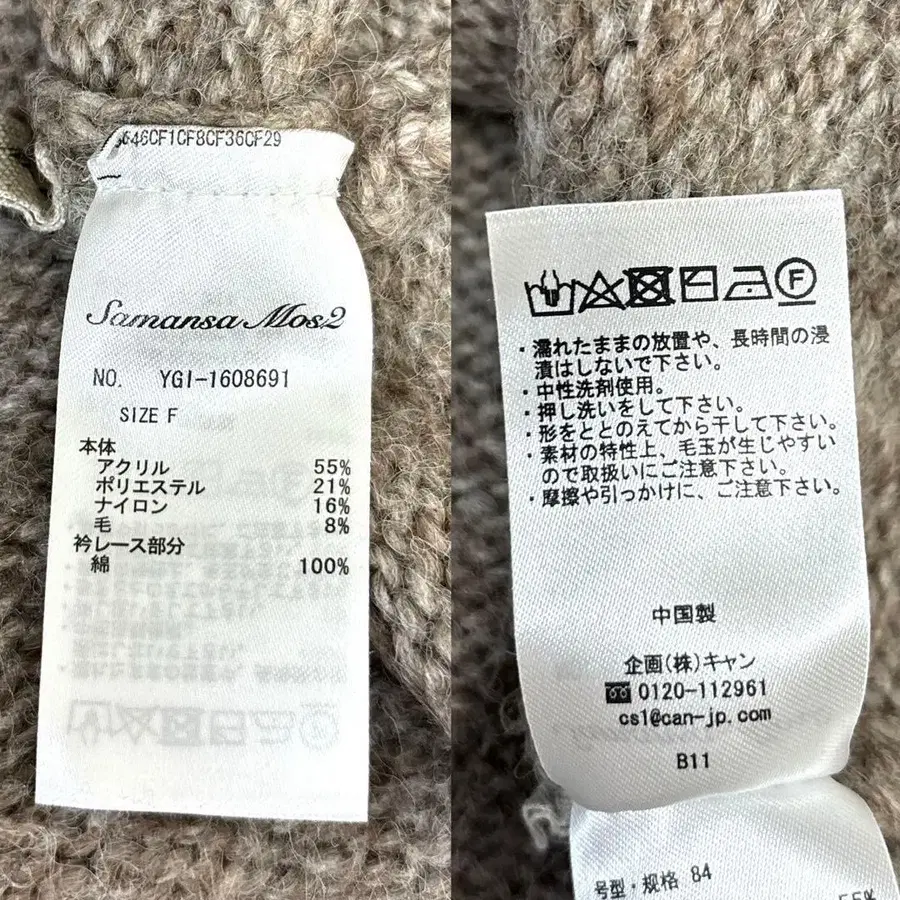 646CF1CF8CF36CF29
Samansa Mos2
NO. YGI-1608691
SIZE F
本体
アクリル 55%
ポリエステル 21%
ナイロン 16%
毛 8%
衿レース部分
綿 100%
F
・濡れたままの放置や、長時間の浸
漬はしないで下さい。
・中性洗剤使用。
・押し洗いをして下さい。
・形をととのえてから干して下さい。
・素材の特性上、毛玉が生じやすい
ので取扱いにご注意下さい。
・摩擦や引っかけに、ご注意下さい。
中国製
企画(株)キャン
0120-112961
cs1@can-jp.com
B11
号型・规格 84
55%